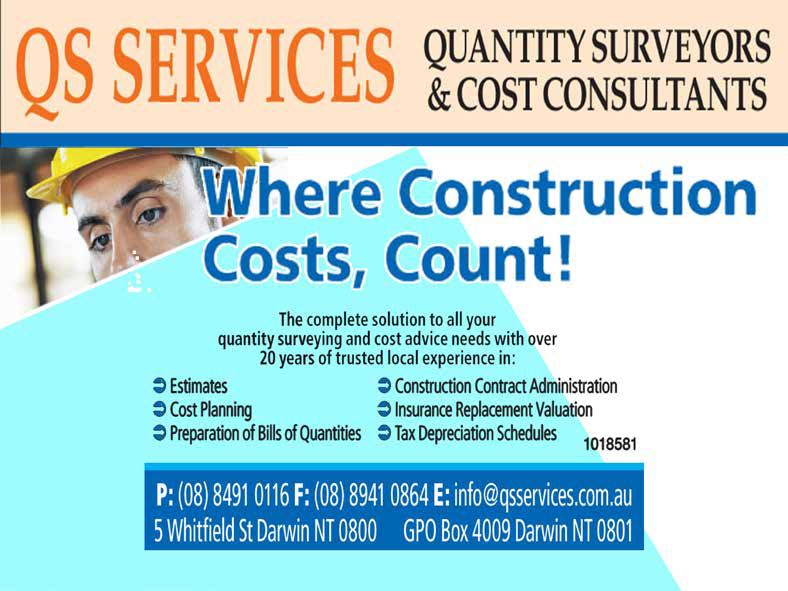 QS SERVICES
QUANTITY SURVEYORS
& COST CONSULTANTS
Where Construction
Costs, Count!
The complete solution to all your
quantity surveying and cost advice needs with over
20 years of trusted local experience in:
Estimates
Cost Planning
Preparation of Bills of Quantities
Construction Contract Administration
Insurance Replacement Valuation
Tax Depreciation Schedules
1018581
P: (08) 8491 0116 F: (08) 8941 0864 E: info@qsservices.com.au
5 Whitfield St Darwin NT 0800 GPO Box 4009 Darwin NT 0801